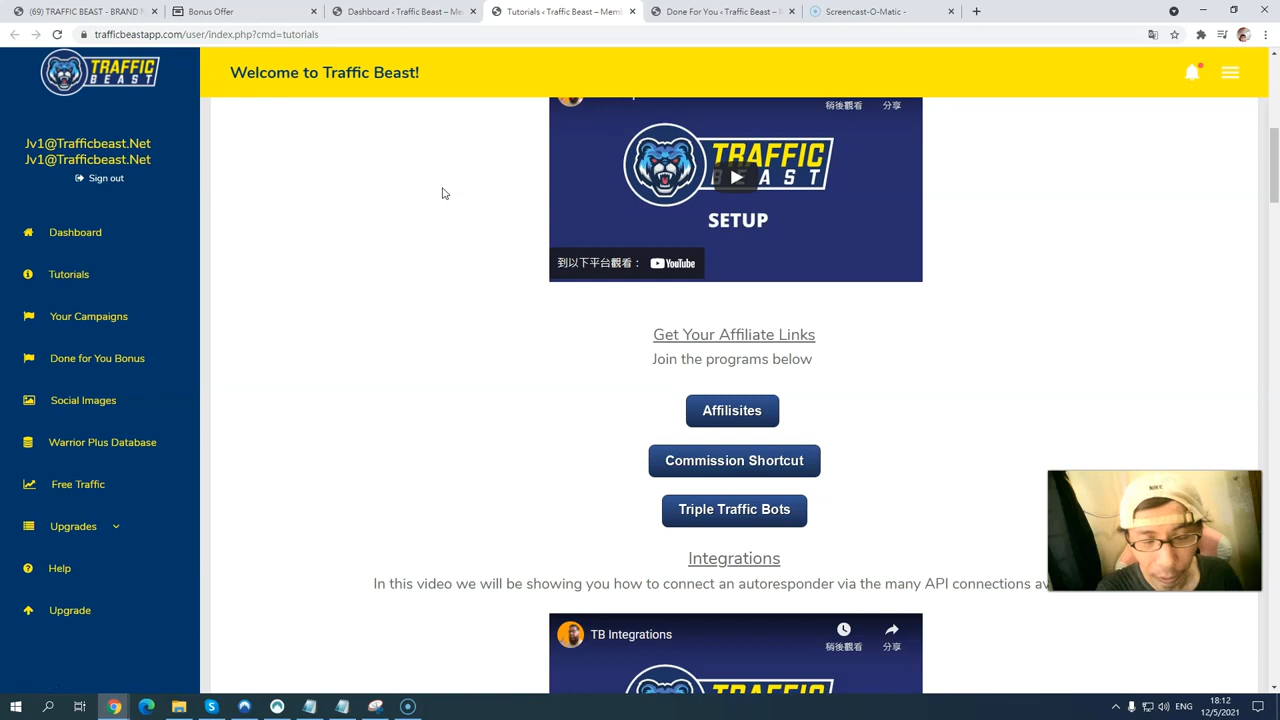 (69) TRAFFIC BEAST - BRAND N
Bonus Offer
Dashboard < Traffic Beast – Me
Tutorials < Traffic Beast – Memb
Done For You < Traffic Beast – M
Screencast-O-Matic -
trafficbeastapp.com/user/index.php?cmd=tutorials
TRAFFIC
BEAST
Welcome to Traffic Beast!
Jv1@Trafficbeast.Net
Jv1@Trafficbeast.Net
Sign out
Dashboard
Tutorials
Your Campaigns
Done for You Bonus
Social Images
Warrior Plus Database
Free Traffic
Upgrades
Help
Upgrade
稍後觀看
分享
TRAFFIC
BEAST
SETUP
到以下平台觀看：
YouTube
Get Your Affiliate Links
Join the programs below
Affilisites
Commission Shortcut
Triple Traffic Bots
Integrations
In this video we will be showing you how to connect an autoresponder via the many API connections av
TB Integrations
稍後觀看
分享
TRAFFIC
ENG
18:12
12/5/2021